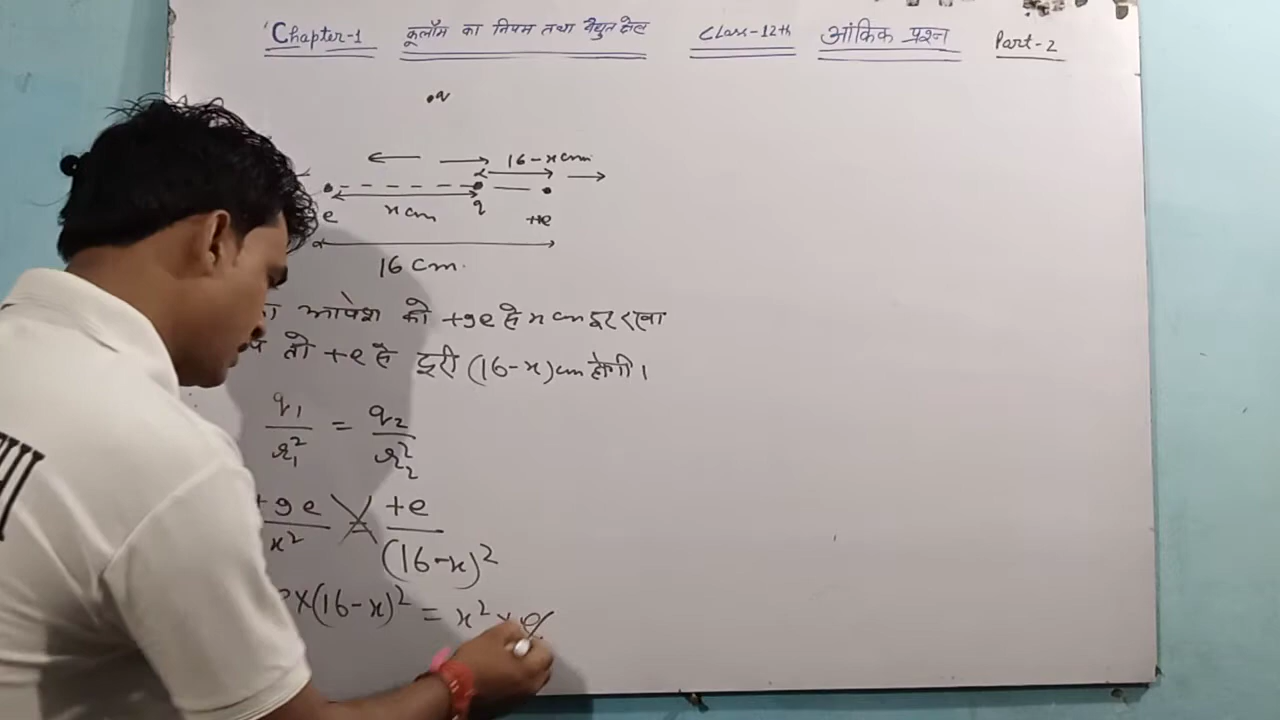 Chapter-1 कूलॉम का नियम तथा वैद्युत क्षेत्र Class-12th आंकिक प्रश्न Part-2
16-x cm
e x cm q +e
16 cm.
आवेश को +9e से x cm दूर रखा
तो +e से दूरी (16-x) cm होगी।
q1/r1² = q2/r2²
+9e/x² = +e/(16-x)²
e×(16-x)² = x² × e